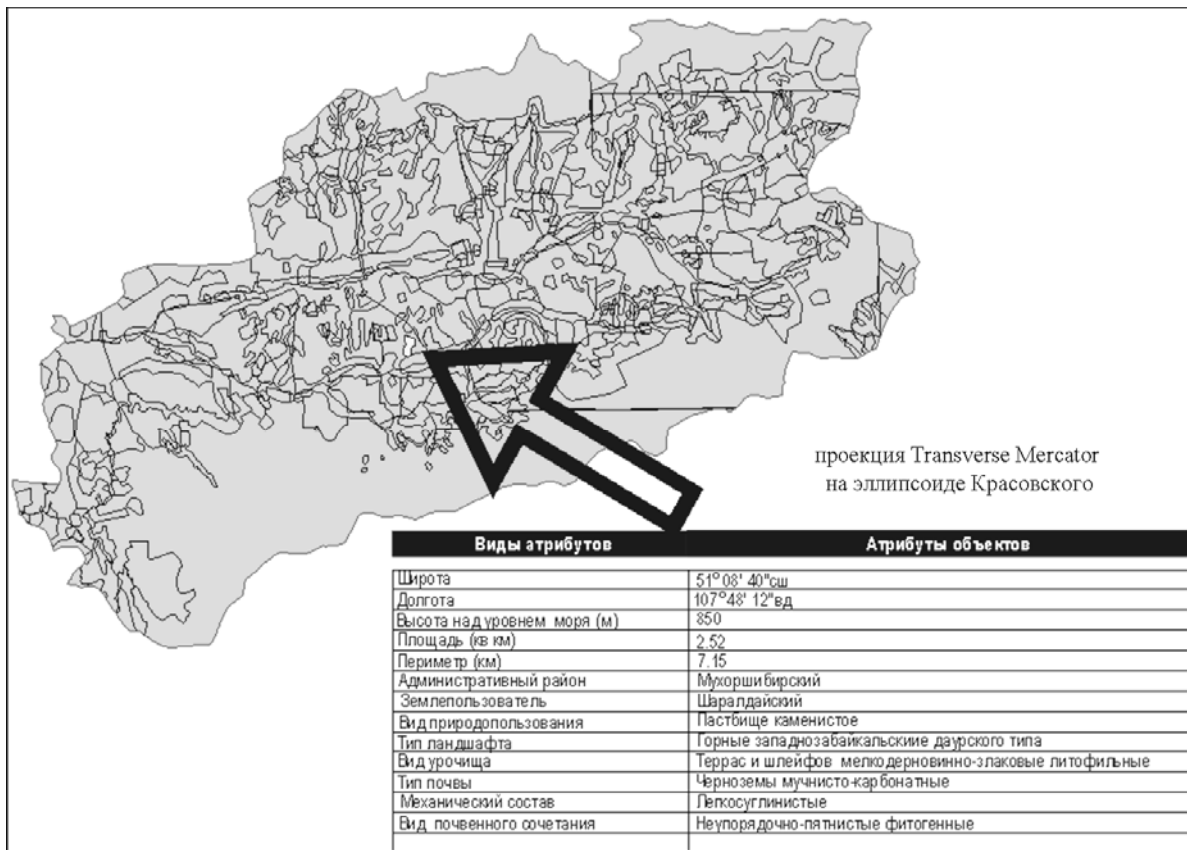 проекция Transverse Mercator
на эллипсоиде Красовского
Виды атрибутов Атрибуты объектов
Широта 51°08' 40"сш
Долгота 107°48' 12"вд
Высота над уровнем моря (м) 850
Площадь (кв км) 2.52
Периметр (км) 7.15
Административный район Мухоршибирский
Землепользователь Шаралдайский
Вид природопользования Пастбище каменистое
Тип ландшафта Горные западнозабайкальскиие даурского типа
Вид урочища Террас и шлейфов мелкодерновинно-злаковые литофильные
Тип почвы Черноземы мучнисто-карбонатные
Механический состав Легкосуглинистые
Вид почвенного сочетания Неупорядочно-пятнистые фитогенные